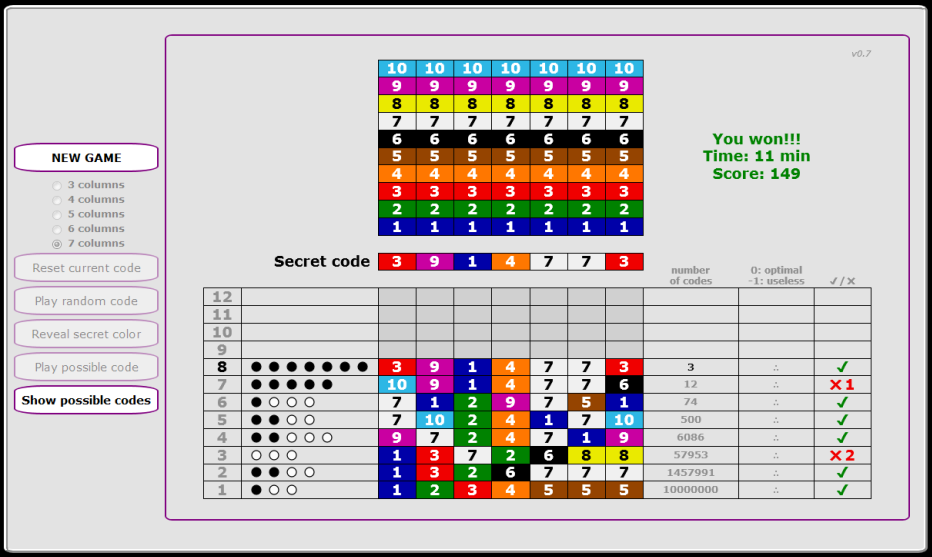 v0.7
10 10 10 10 10 10 10
9 9 9 9 9 9 9
8 8 8 8 8 8 8
7 7 7 7 7 7 7
6 6 6 6 6 6 6
5 5 5 5 5 5 5
4 4 4 4 4 4 4
3 3 3 3 3 3 3
2 2 2 2 2 2 2
1 1 1 1 1 1 1
You won!!!
Time: 11 min
Score: 149
NEW GAME
3 columns
4 columns
5 columns
6 columns
7 columns
Reset current code
Play random code
Reveal secret color
Play possible code
Show possible codes
Secret code 3 9 1 4 7 7 3
number of codes
0: optimal
-1: useless
✓/✗
12
11
10
9
8 3 9 1 4 7 7 3 3 ∴ ✓
7 10 9 1 4 7 7 6 12 ∴ ✗1
6 7 1 2 9 7 5 1 74 ∴ ✓
5 7 10 2 4 1 7 10 500 ∴ ✓
4 9 7 2 4 7 1 9 6086 ∴ ✓
3 1 3 7 2 6 8 8 57953 ∴ ✗2
2 1 3 2 6 7 7 7 1457991 ∴ ✓
1 1 2 3 4 5 5 5 10000000 ∴ ✓